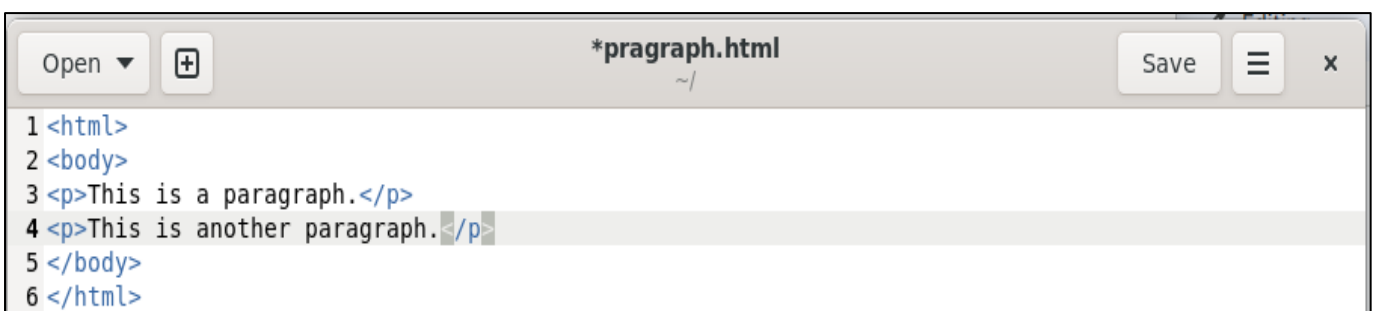 Open
*pragraph.html
~/
Save
1 <html>
2 <body>
3 <p>This is a paragraph.</p>
4 <p>This is another paragraph.</p>
5 </body>
6 </html>